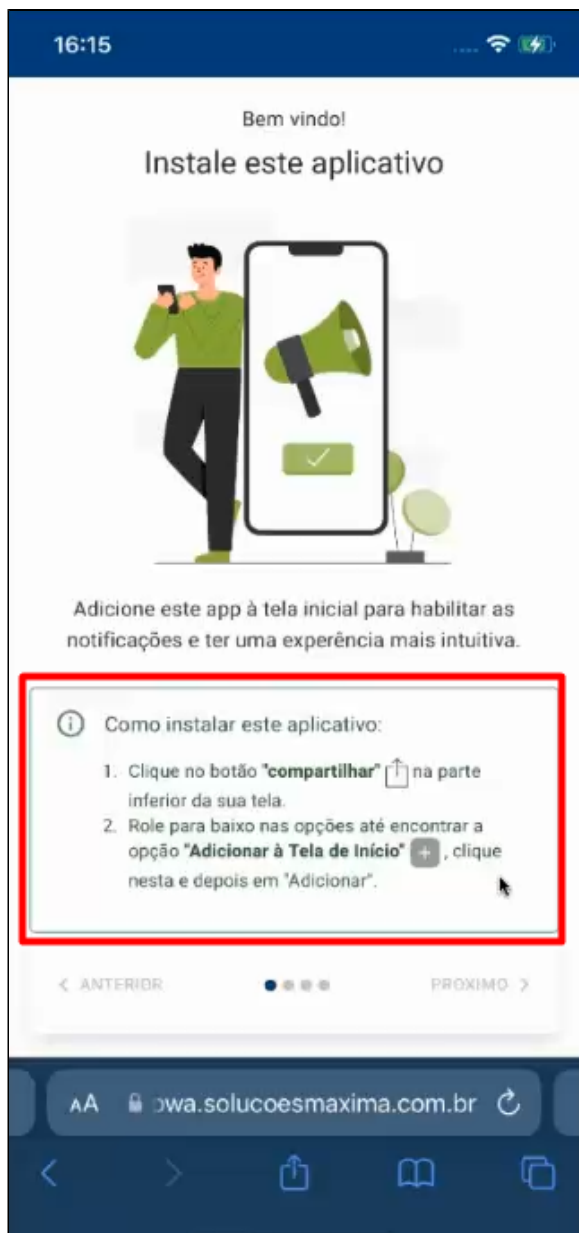 16:15
Bem vindo!
Instale este aplicativo
Adicione este app à tela inicial para habilitar as
notificações e ter uma experência mais intuitiva.
Como instalar este aplicativo:
1. Clique no botão "compartilhar" na parte
inferior da sua tela.
2. Role para baixo nas opções até encontrar a
opção "Adicionar à Tela de Início" , clique
nesta e depois em "Adicionar".
< ANTERIOR PROXIMO >
AA wa.solucoesmaxima.com.br